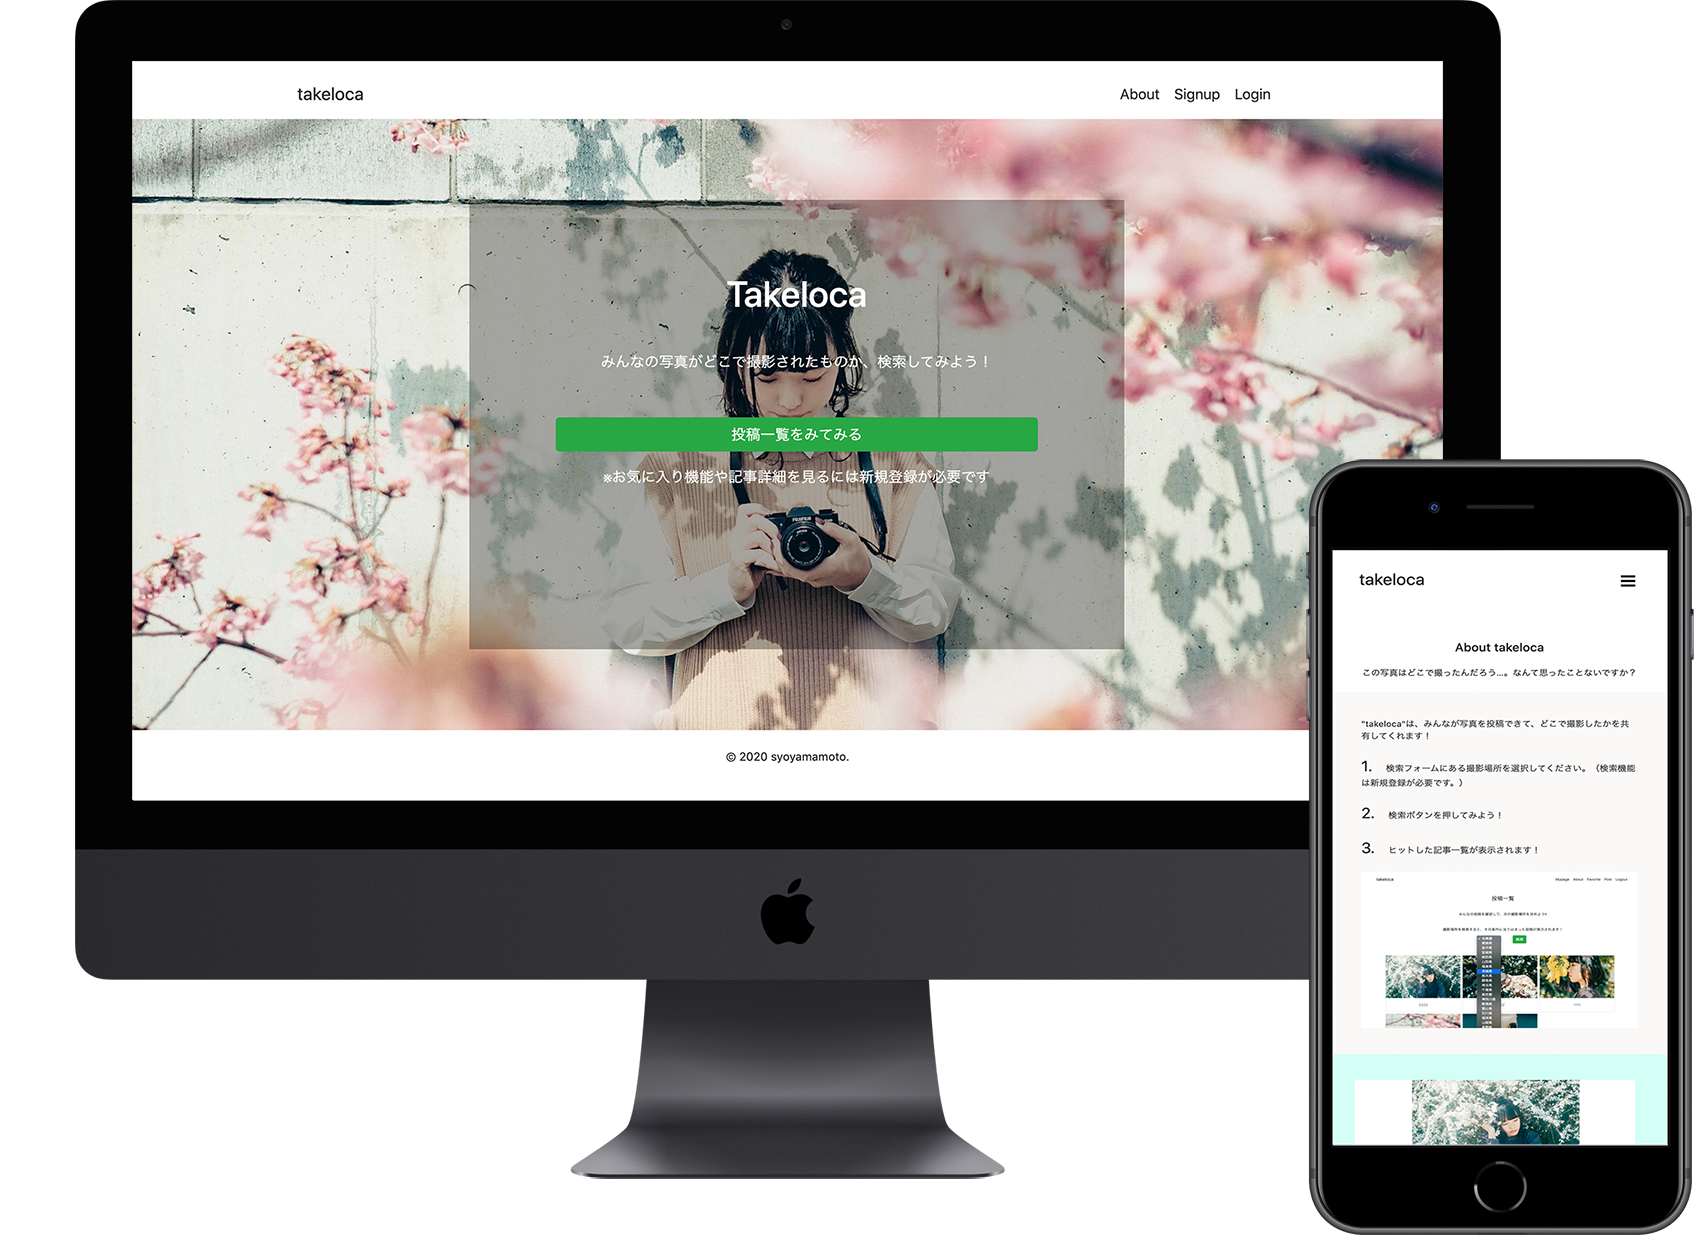 takeloca
About Signup Login
Takeloca
みんなの写真がどこで撮影されたものか、検索してみよう！
投稿一覧をみてみる
※お気に入り機能や記事詳細を見るには新規登録が必要です
FUJIFILM
© 2020 syoyamamoto.
takeloca
About takeloca
この写真はどこで撮ったんだろう...。なんて思ったことないですか？
"takeloca"は、みんなが写真を投稿できて、どこで撮影したかを共
有してくれます！
1. 検索フォームにある撮影場所を選択してください。（検索機能
は新規登録が必要です。）
2. 検索ボタンを押してみよう！
3. ヒットした記事一覧が表示されます！
takeloca
Mypage About Favorite Post Logout
投稿一覧
検索